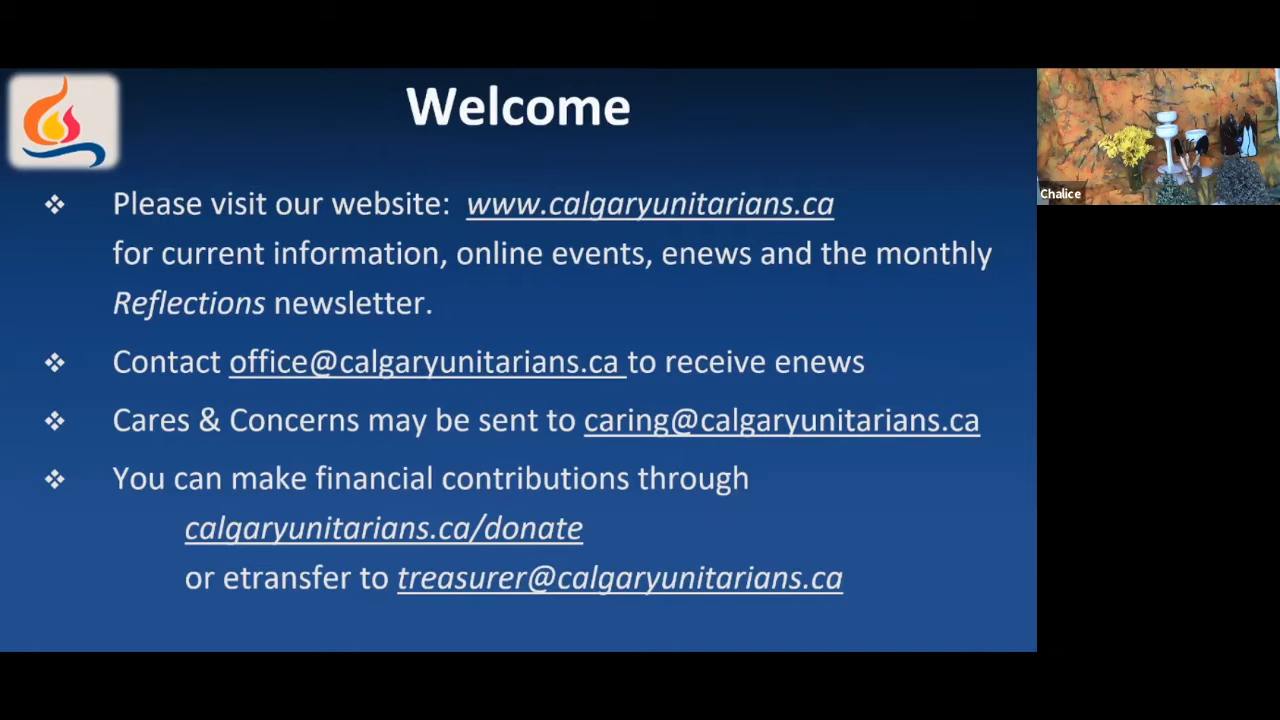 Welcome
❖ Please visit our website: www.calgaryunitarians.ca
for current information, online events, enews and the monthly
Reflections newsletter.
❖ Contact office@calgaryunitarians.ca to receive enews
❖ Cares & Concerns may be sent to caring@calgaryunitarians.ca
❖ You can make financial contributions through
calgaryunitarians.ca/donate
or etransfer to treasurer@calgaryunitarians.ca
Chalice